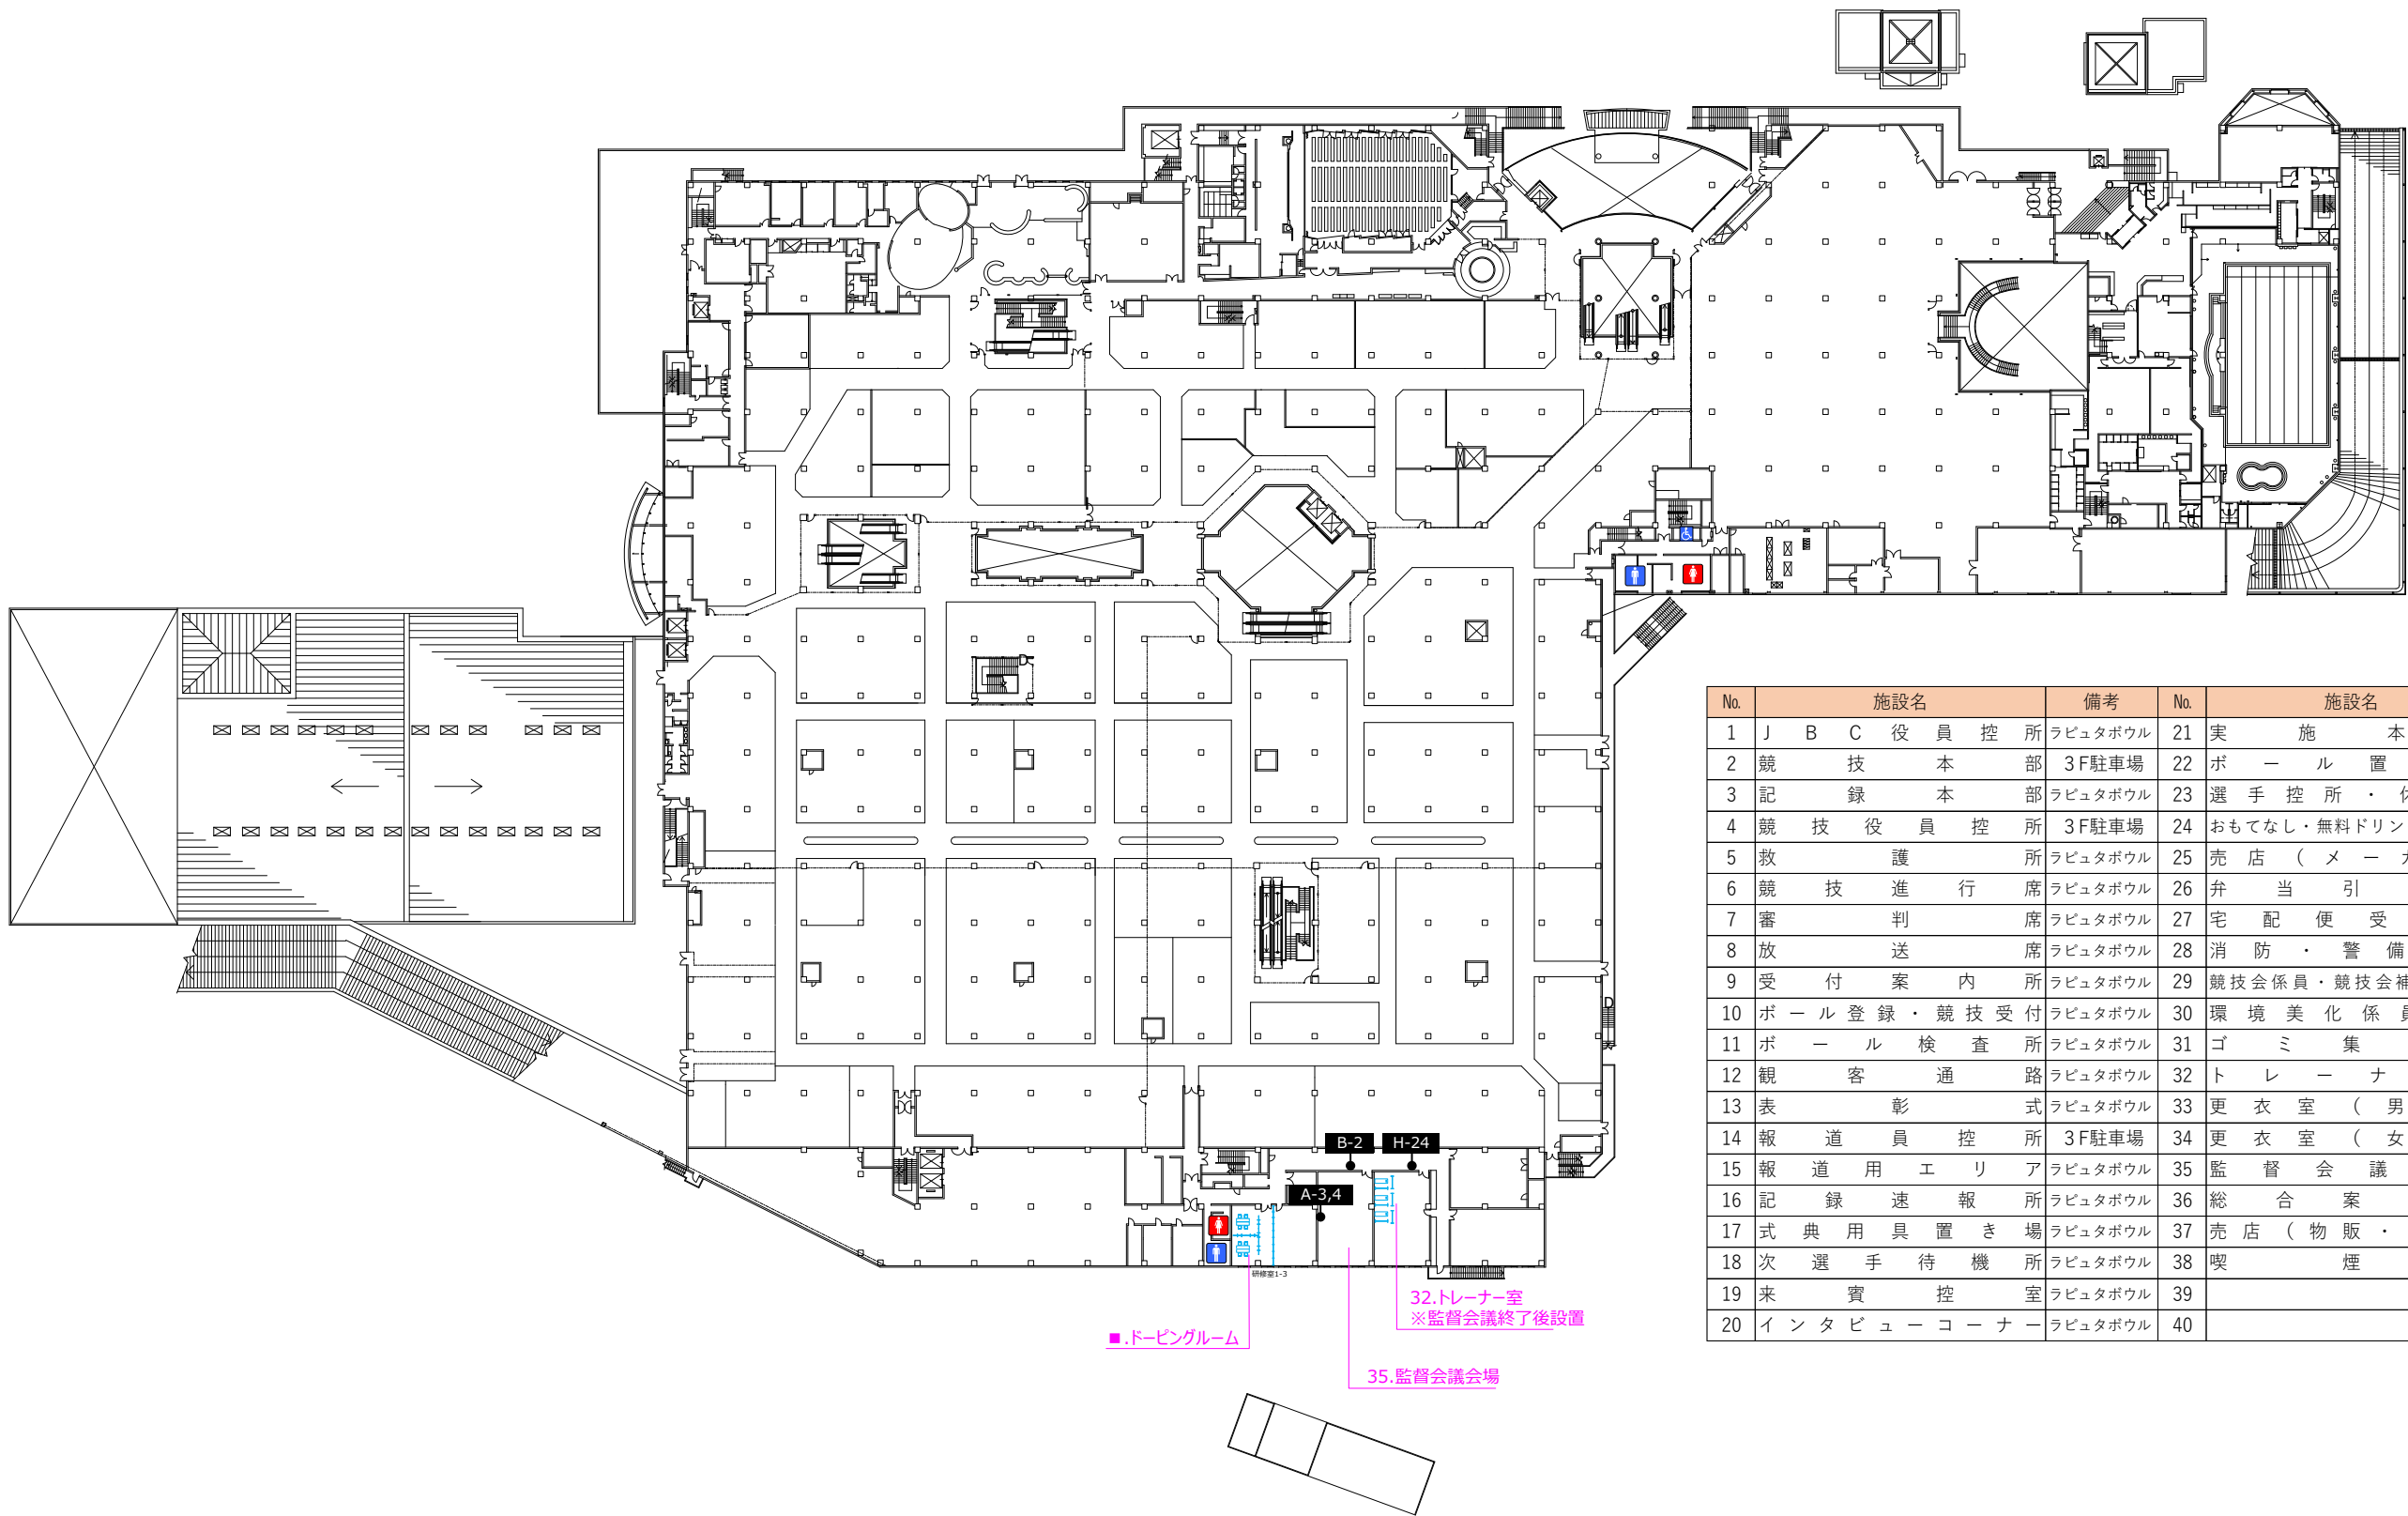 B-2
H-24
A-3,4
研修室1-3
32.トレーナー室
※監督会議終了後設置
■.ドーピングルーム
35.監督会議会場
№ 施設名 備考 № 施設名
1 JBC役員控所 ラピュタボウル 21 実施本
2 競技本部 3F駐車場 22 ボール置
3 記録本部 ラピュタボウル 23 選手控所・休
4 競技役員控所 3F駐車場 24 おもてなし・無料ドリン
5 救護所 ラピュタボウル 25 売店(メーカ
6 競技進行席 ラピュタボウル 26 弁当引
7 審判席 ラピュタボウル 27 宅配便受
8 放送席 ラピュタボウル 28 消防・警備
9 受付案内所 ラピュタボウル 29 競技会係員・競技会補
10 ボール登録・競技受付 ラピュタボウル 30 環境美化係員
11 ボール検査所 ラピュタボウル 31 ゴミ集
12 観客通路 ラピュタボウル 32 トレーナ
13 表彰式 ラピュタボウル 33 更衣室(男
14 報道員控所 3F駐車場 34 更衣室(女
15 報道用エリア ラピュタボウル 35 監督会議
16 記録速報所 ラピュタボウル 36 総合案
17 式典用具置き場 ラピュタボウル 37 売店(物販・
18 次選手待機所 ラピュタボウル 38 喫煙
19 来賓控室 ラピュタボウル 39
20 インタビューコーナー ラピュタボウル 40